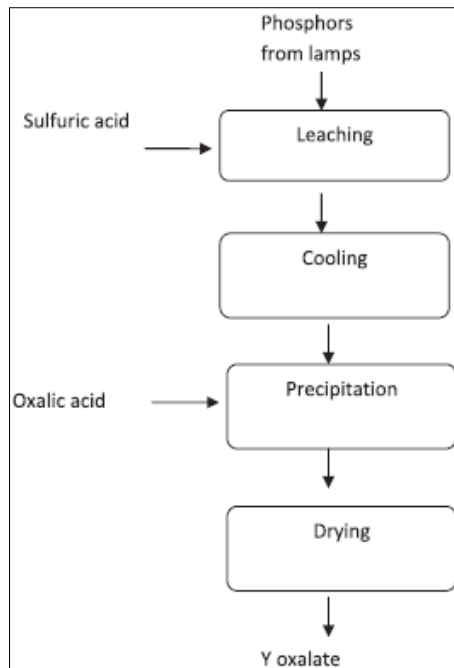 Phosphors
from lamps
Sulfuric acid
Leaching
Cooling
Precipitation
Oxalic acid
Drying
Y oxalate